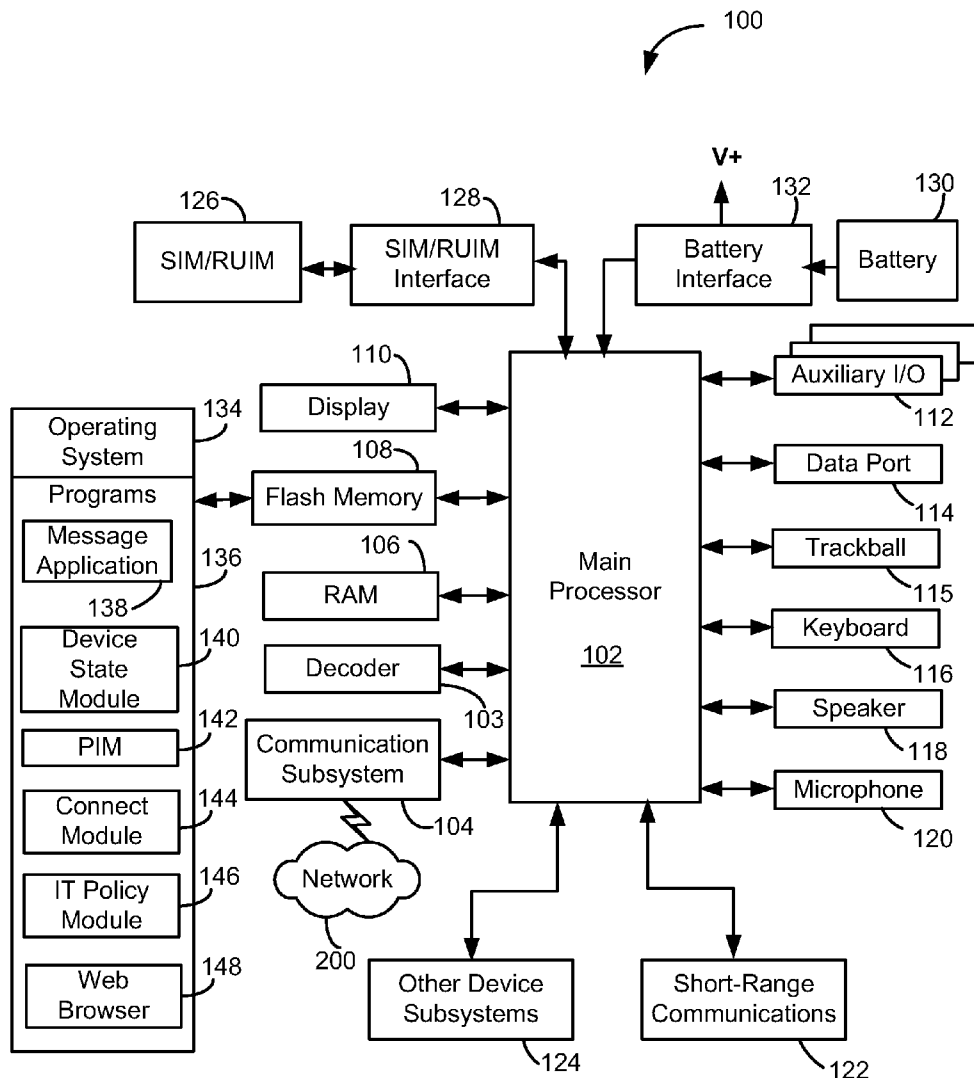 100
V+
126
128
132
130
SIM/RUIM
SIM/RUIM
Interface
Battery
Interface
Battery
110
Display
Auxiliary I/O
112
134
Operating
System
108
Flash Memory
Data Port
114
Programs
Message
Application
138
136
106
RAM
Main
Processor
102
Trackball
115
Device
State
Module
140
Decoder
103
Keyboard
116
PIM
142
Communication
Subsystem
104
Speaker
118
Connect
Module
144
Microphone
120
Network
200
IT Policy
Module
146
Web
Browser
148
Other Device
Subsystems
124
Short-Range
Communications
122